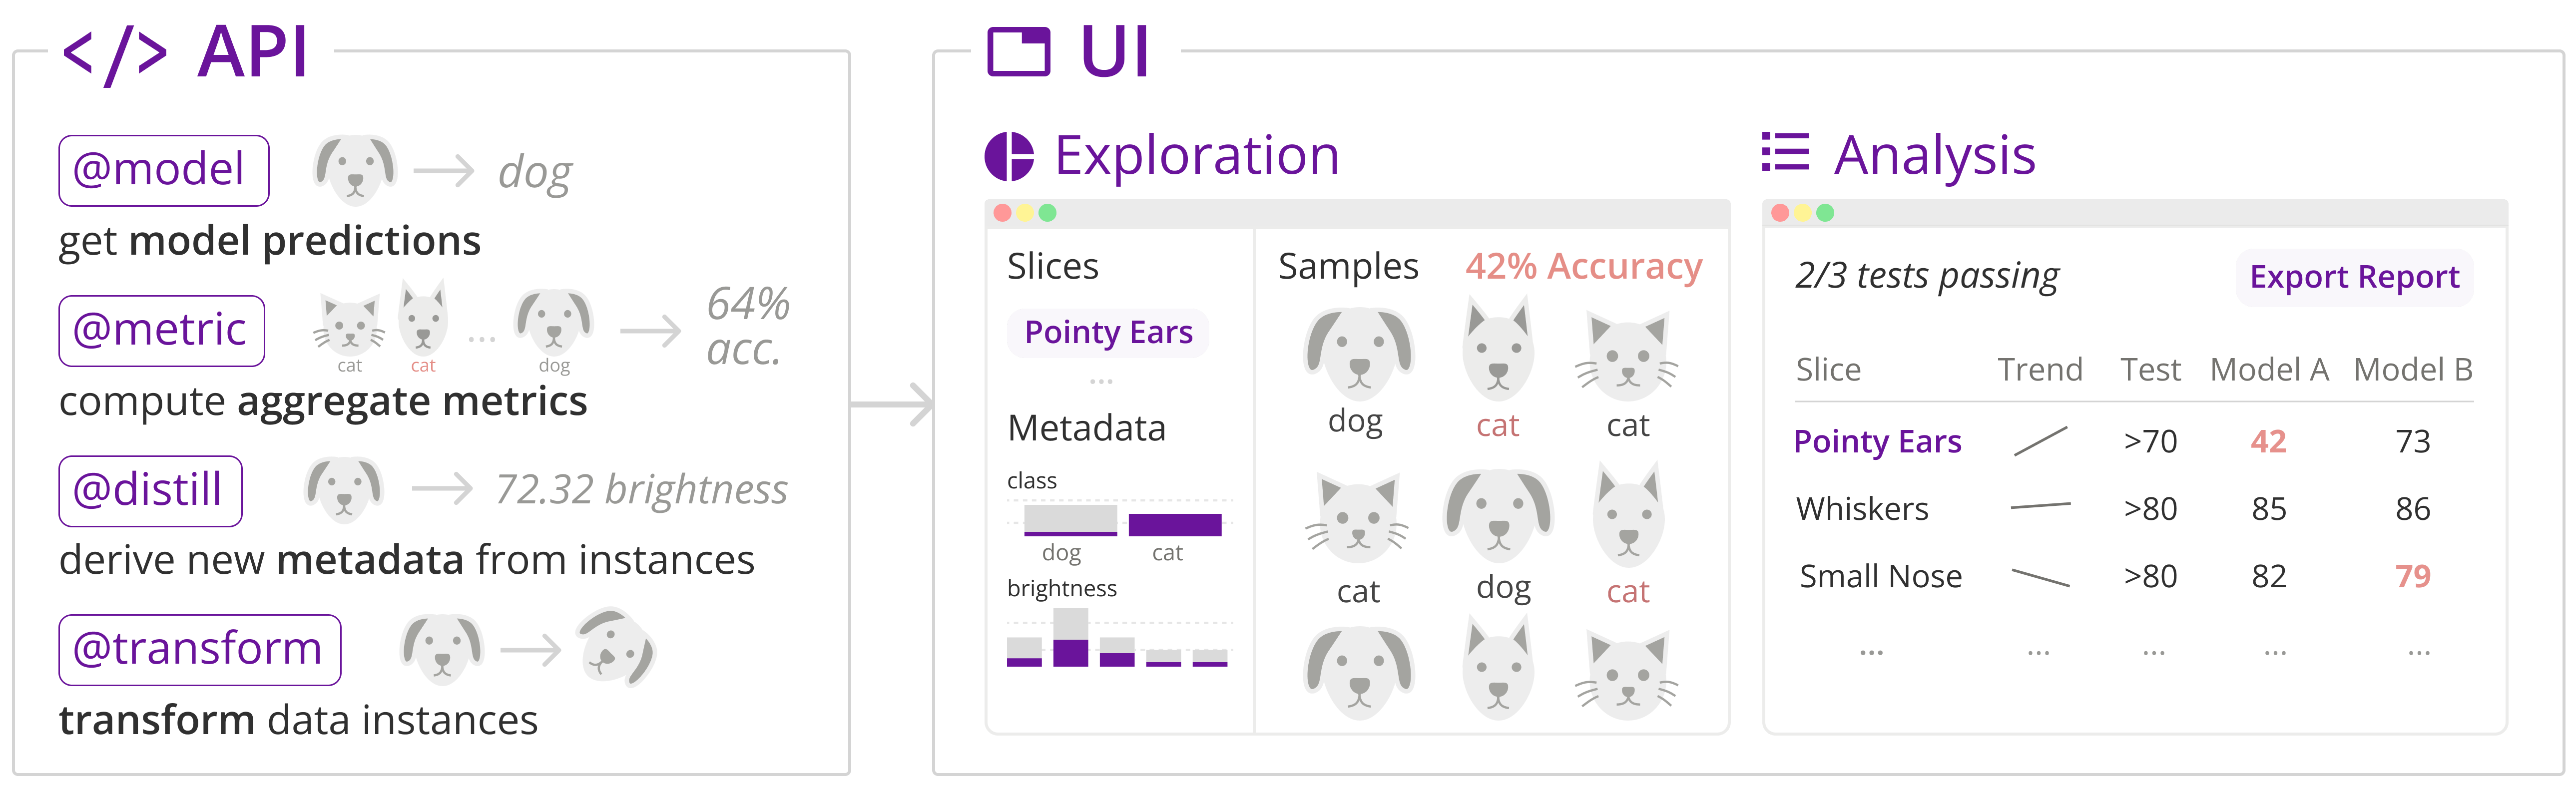 </> API
@model
dog
get model predictions
@metric
cat
cat
...
dog
64%
acc.
compute aggregate metrics
@distill
72.32 brightness
derive new metadata from instances
@transform
transform data instances
UI
Exploration
Slices
Pointy Ears
...
Metadata
class
dog cat
brightness
Samples 42% Accuracy
dog cat cat
cat dog cat
Analysis
2/3 tests passing Export Report
Slice Trend Test Model A Model B
Pointy Ears >70 42 73
Whiskers >80 85 86
Small Nose >80 82 79
... ... ... ... ...